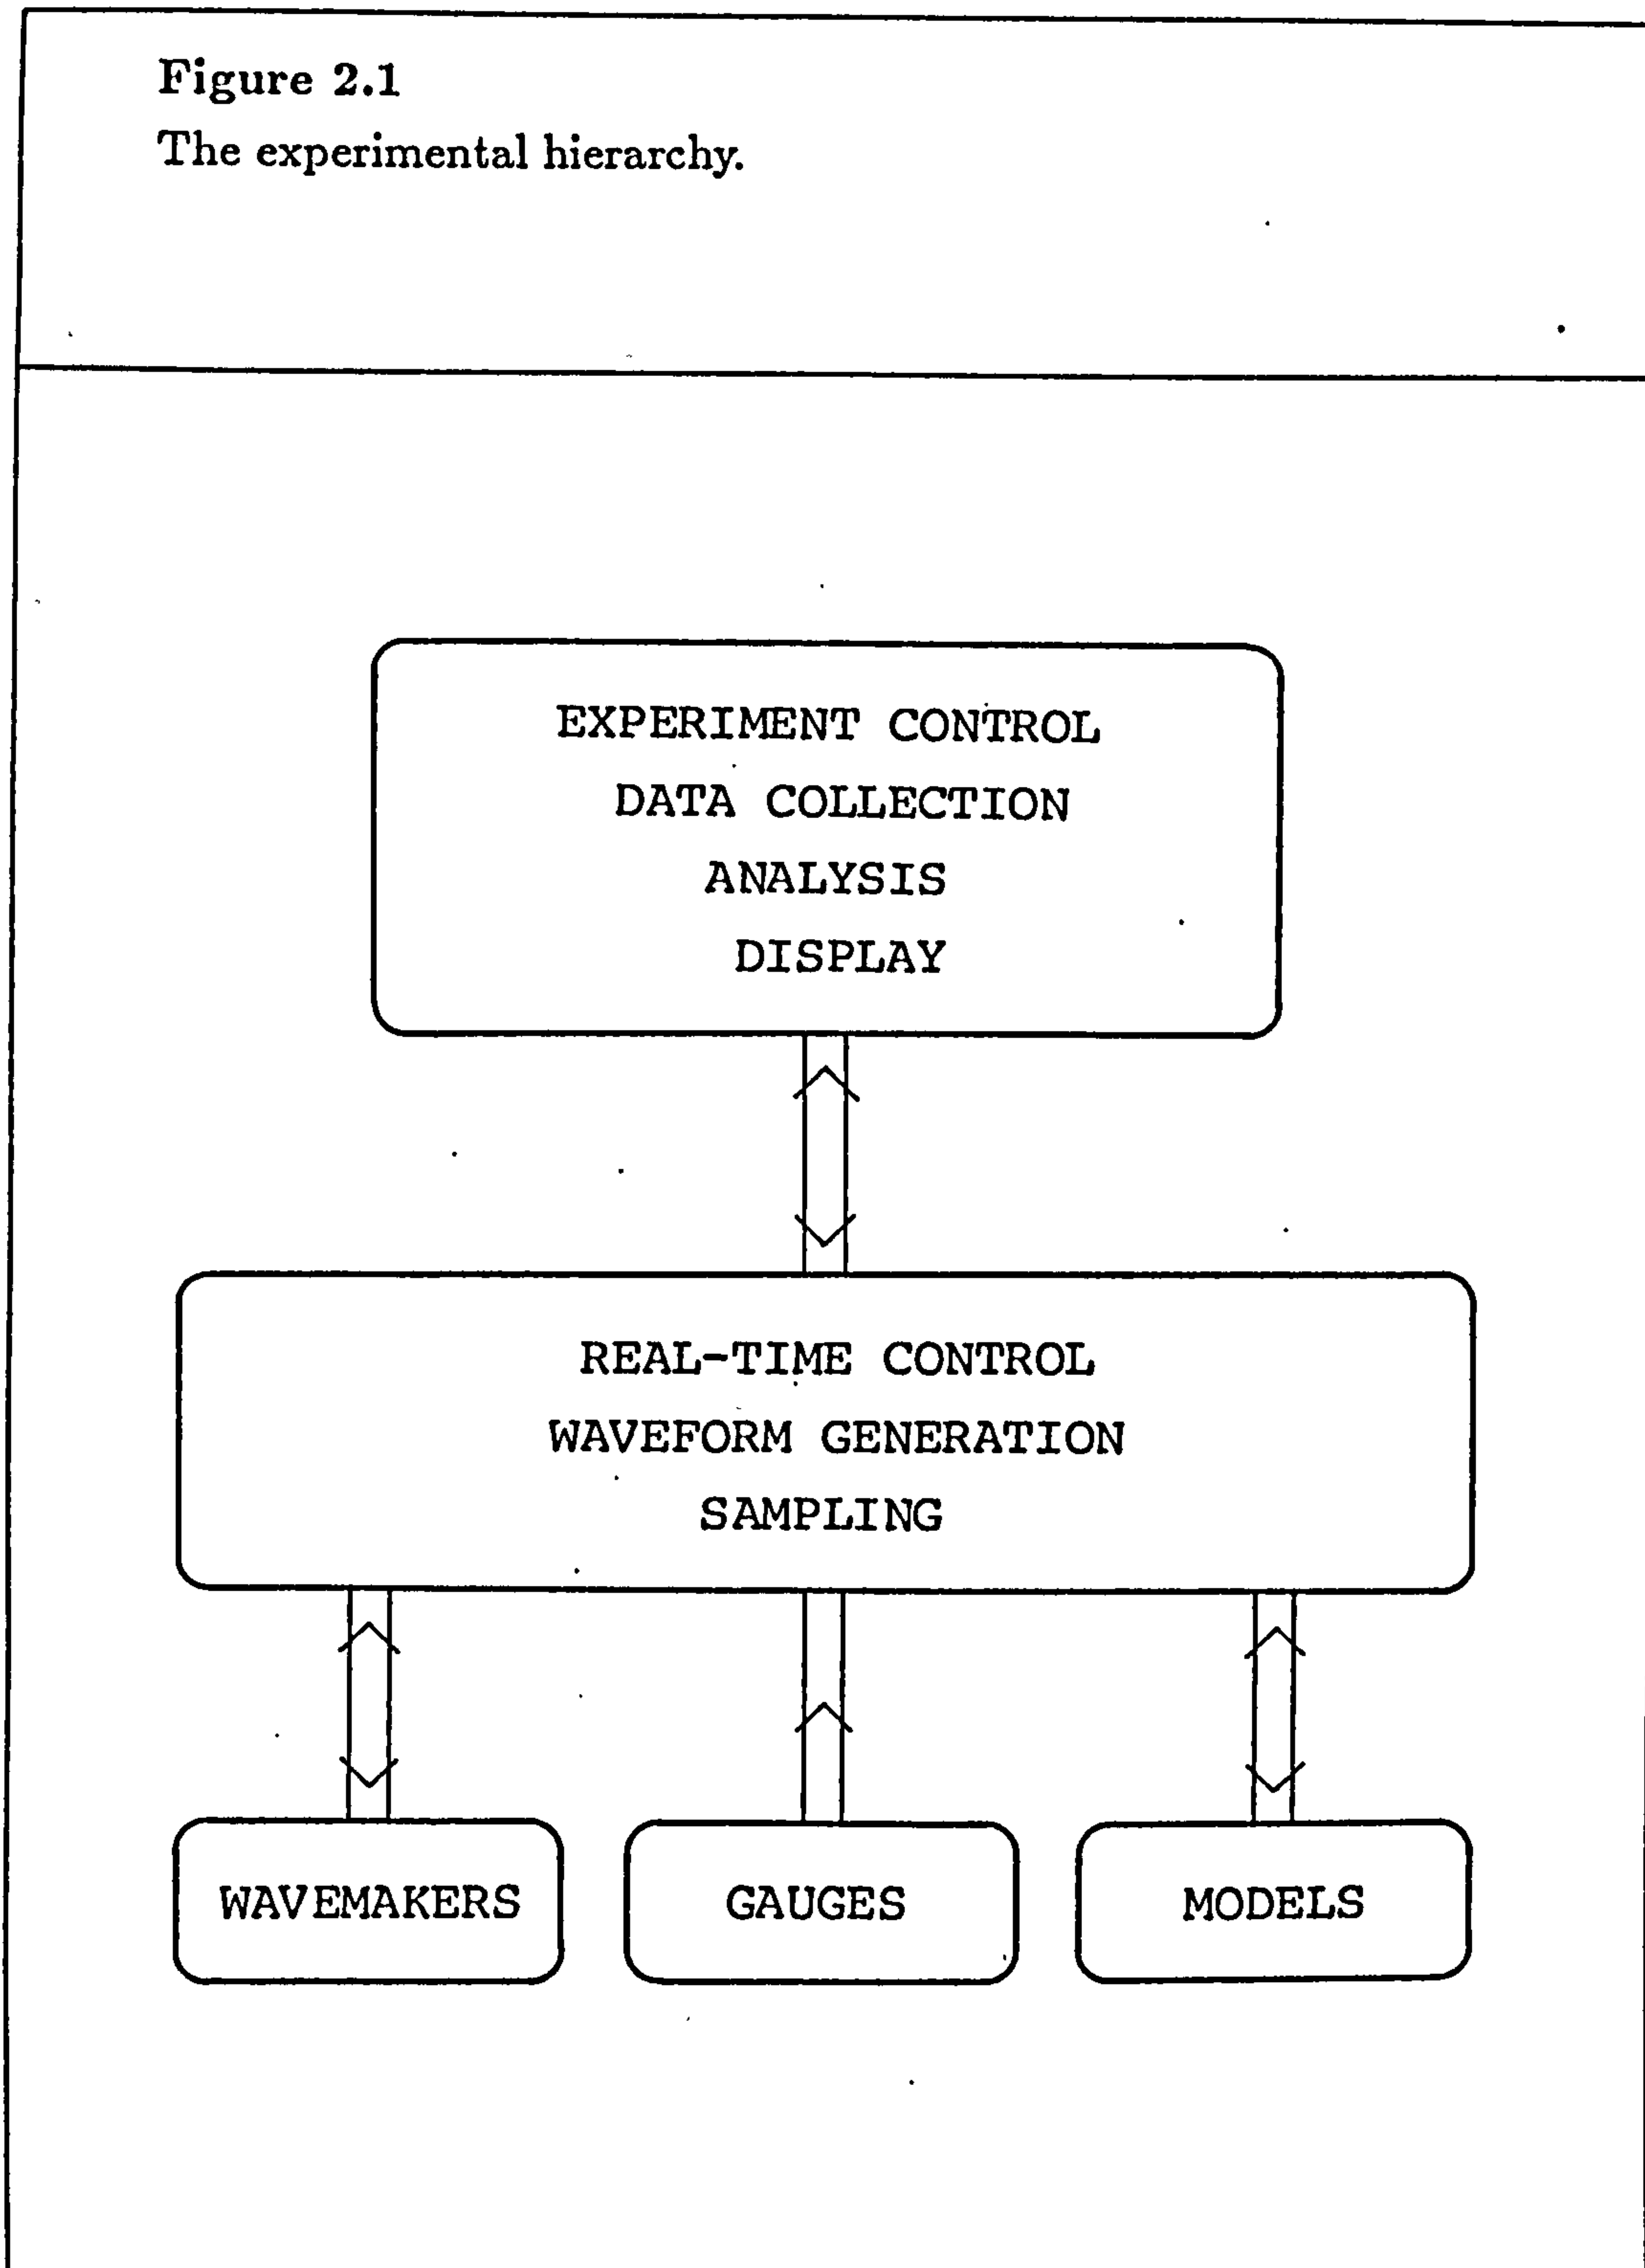 Figure 2.1
The experimental hierarchy.
EXPERIMENT CONTROL
DATA COLLECTION
ANALYSIS
DISPLAY
REAL-TIME CONTROL
WAVEFORM GENERATION
SAMPLING
WAVEMAKERS
GAUGES
MODELS